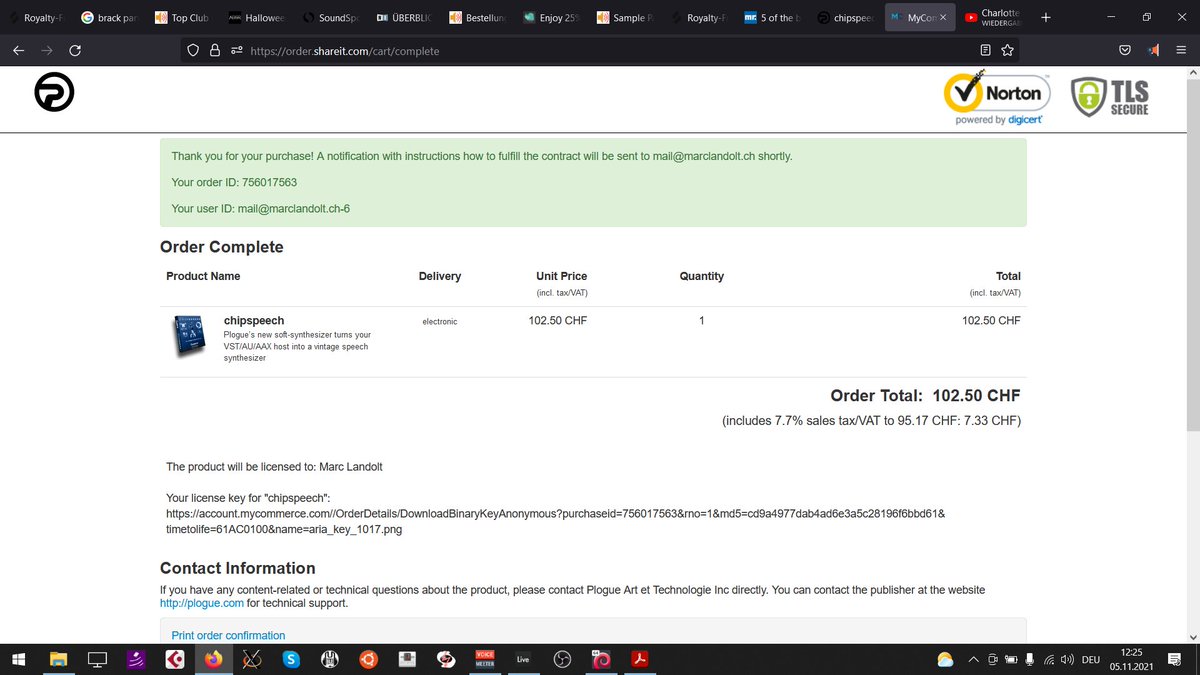 Royalty-F
brack par
Top Club
Hallowee
SoundSpo
ÜBERBLIC
Bestellun
Enjoy 25%
Sample P
Royalty-F
mr. 5 of the b
chipspeec
MyCon
Charlotte
WIEDERGAB
https://order.shareit.com/cart/complete
Norton
powered by digicert
TLS
SECURE
Thank you for your purchase! A notification with instructions how to fulfill the contract will be sent to mail@marclandolt.ch shortly.
Your order ID: 756017563
Your user ID: mail@marclandolt.ch-6
Order Complete
Product Name Delivery Unit Price Quantity Total
(incl. tax/VAT) (incl. tax/VAT)
chipspeech electronic 102.50 CHF 1 102.50 CHF
Plogue's new soft-synthesizer turns your
VST/AU/AAX host into a vintage speech
synthesizer
Order Total: 102.50 CHF
(includes 7.7% sales tax/VAT to 95.17 CHF: 7.33 CHF)
The product will be licensed to: Marc Landolt
Your license key for "chipspeech":
https://account.mycommerce.com//OrderDetails/DownloadBinaryKeyAnonymous?purchaseid=756017563&rno=1&md5=cd9a4977dab4ad6e3a5c28196f6bbd61&
timetolife=61AC0100&name=aria_key_1017.png
Contact Information
If you have any content-related or technical questions about the product, please contact Plogue Art et Technologie Inc directly. You can contact the publisher at the website
http://plogue.com for technical support.
Print order confirmation
VOICE
MEETER
Live
DEU
12:25
05.11.2021